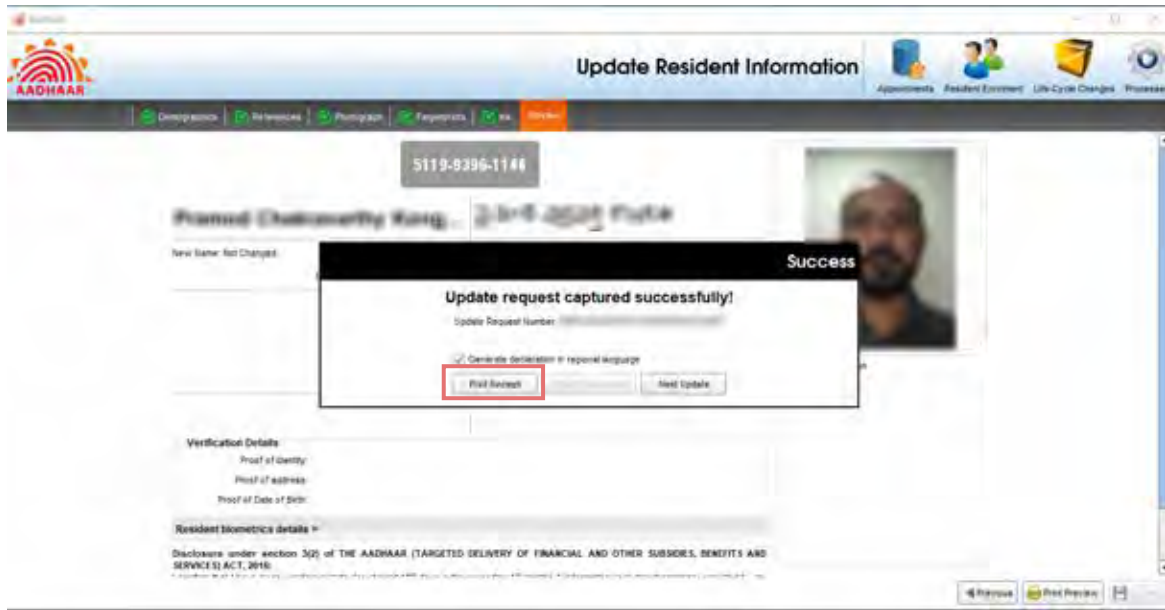 Update Resident Information
AADHAAR
Appointments Resident Enrolment Life-Cycle Changes
Demographics References Photograph Fingerprints Iris Review
New Name: Not Changed
Success
Update request captured successfully!
Update Request Number
Generate declaration in regional language
Print Receipt Next Update
Verification Details
Proof of Identity
Proof of address
Proof of Date of Birth
Resident biometrics details
Disclosure under section 3(2) of THE AADHAAR (TARGETED DELIVERY OF FINANCIAL AND OTHER SUBSIDIES, BENEFITS AND
SERVICES) ACT, 2016:
Previous Print Preview